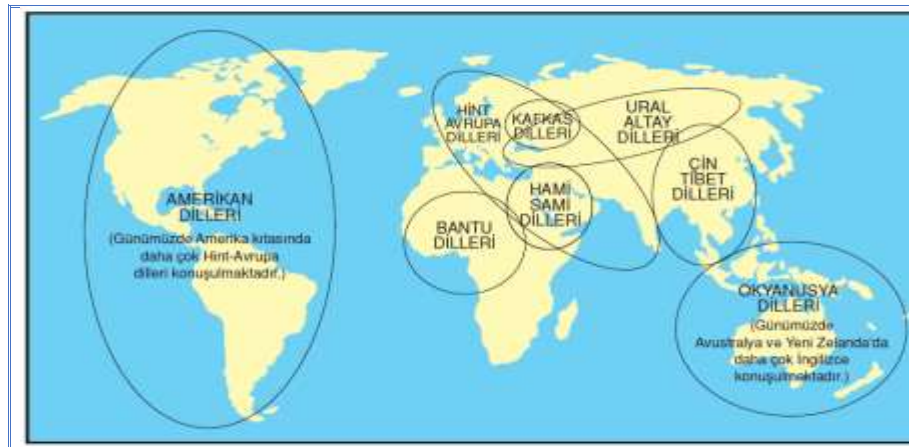 AMERİKAN
DİLLERİ
(Günümüzde Amerika kıtasında
daha çok Hint-Avrupa
dilleri konuşulmaktadır.)
HİNT
AVRUPA
DİLLERİ
KAFKAS
DİLLERİ
URAL
ALTAY
DİLLERİ
ÇİN
TİBET
DİLLERİ
HAMİ
SAMİ
DİLLERİ
BANTU
DİLLERİ
OKYANUSYA
DİLLERİ
(Günümüzde
Avustralya ve Yeni Zelanda'da
daha çok İngilizce
konuşulmaktadır.)